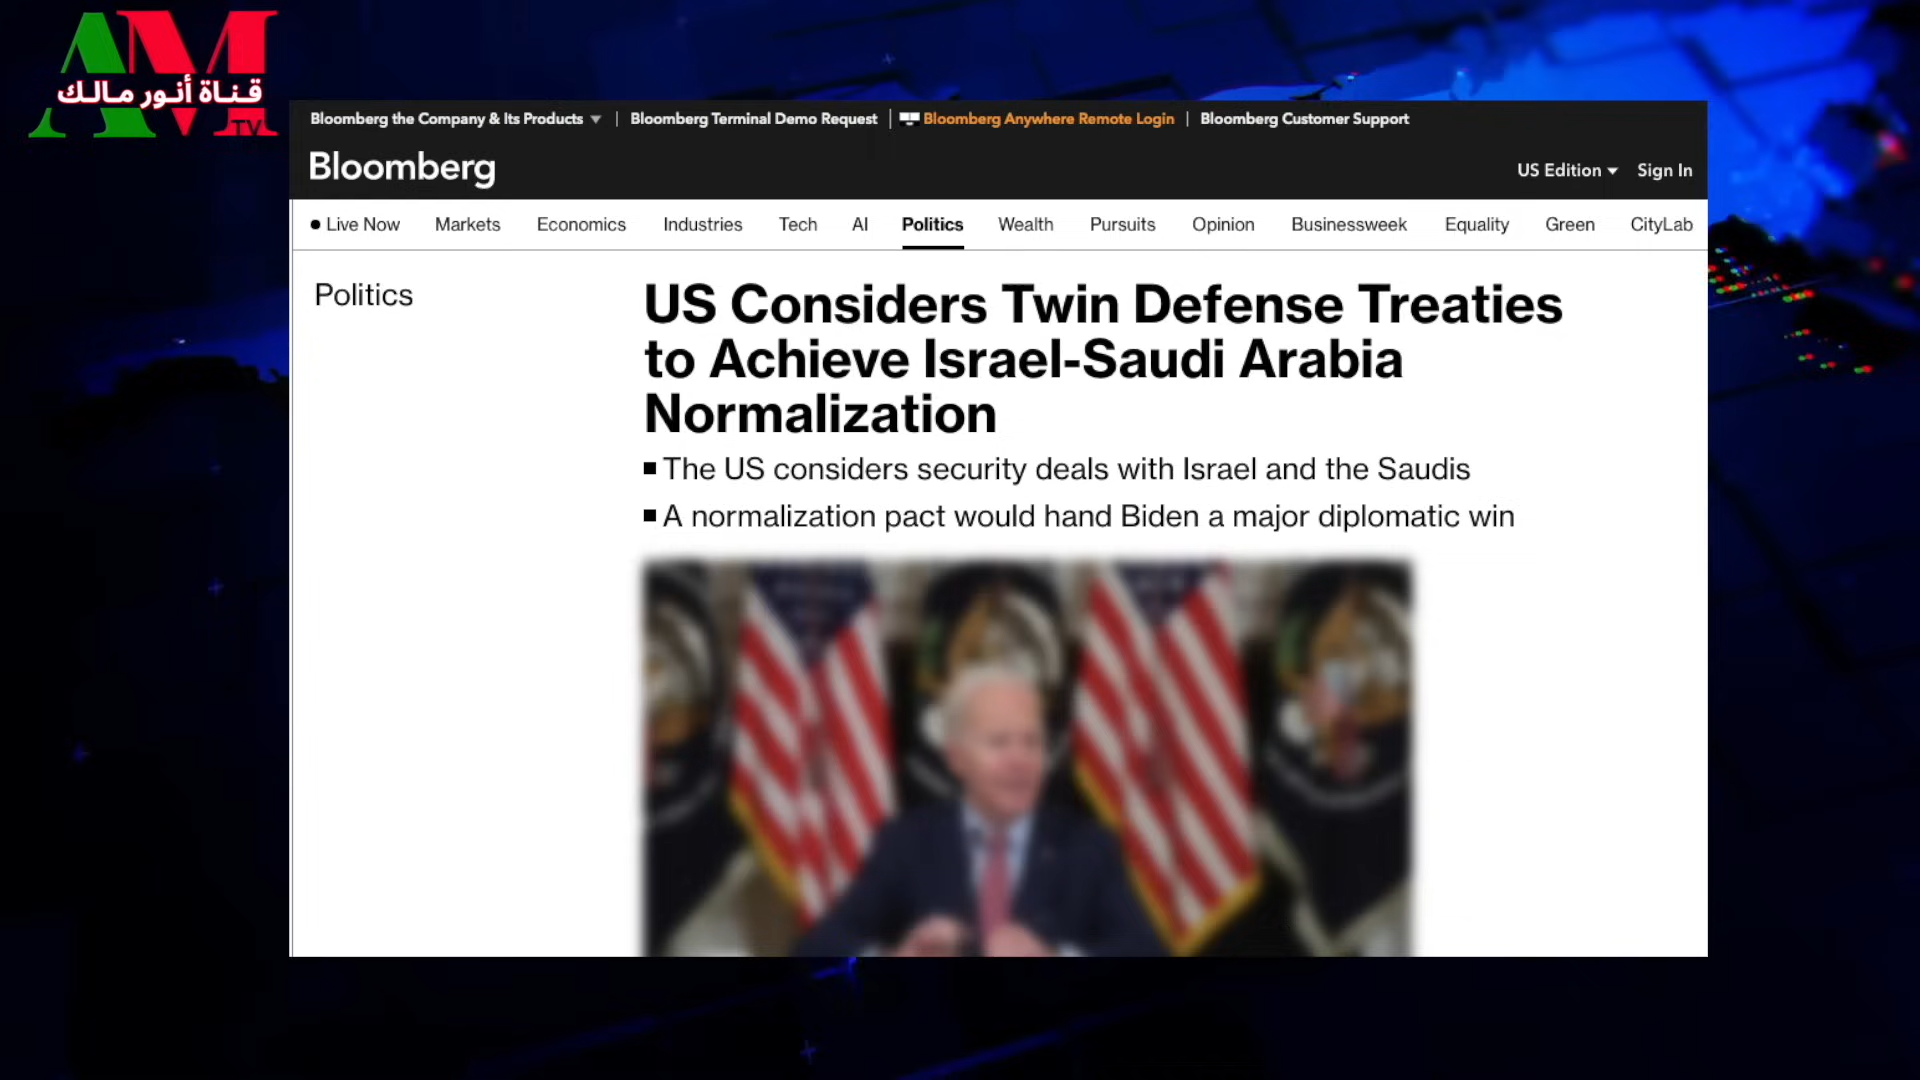 AM
قناة أنور مالك
TV
Bloomberg the Company & Its Products | Bloomberg Terminal Demo Request | Bloomberg Anywhere Remote Login | Bloomberg Customer Support
Bloomberg
US Edition Sign In
Live Now Markets Economics Industries Tech AI Politics Wealth Pursuits Opinion Businessweek Equality Green CityLab
Politics
US Considers Twin Defense Treaties
to Achieve Israel-Saudi Arabia
Normalization
The US considers security deals with Israel and the Saudis
A normalization pact would hand Biden a major diplomatic win